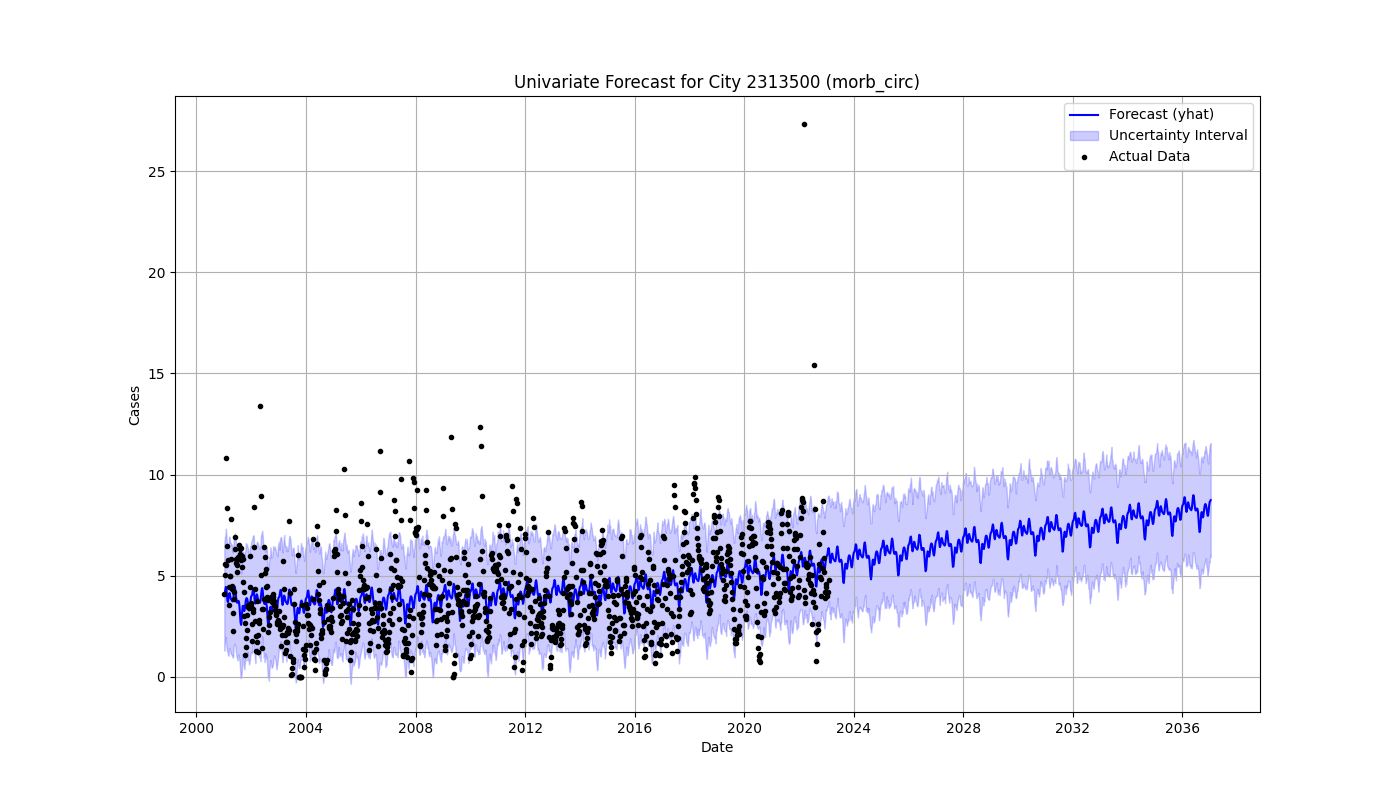 Univariate Forecast for City 2313500 (morb_circ)
Forecast (yhat)
Uncertainty Interval
Actual Data
Cases
25
20
15
10
5
0
2000 2004 2008 2012 2016 2020 2024 2028 2032 2036
Date